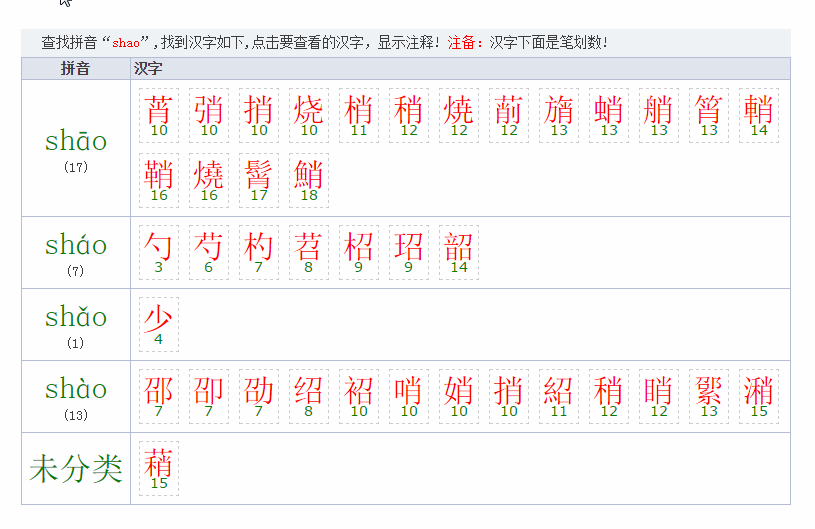 查找拼音“shao”,找到汉字如下,点击要查看的汉字，显示注释! 注备：汉字下面是笔划数!
拼音 汉字
shāo
(17)
莦 弰 捎 烧 梢 稍 焼 萷 旓 蛸 艄 筲 輎
10 10 10 10 11 12 12 12 13 13 13 13 14
鞘 燒 髾 鮹
16 16 17 18
sháo
(7)
勺 芍 杓 苕 柖 玿 韶
3 6 7 8 9 9 14
shǎo
(1)
少
4
shào
(13)
邵 卲 劭 绍 袑 哨 娋 捎 紹 稍 睄 綤 潲
7 7 7 8 10 10 10 10 11 12 12 13 15
未分类
蕱
15